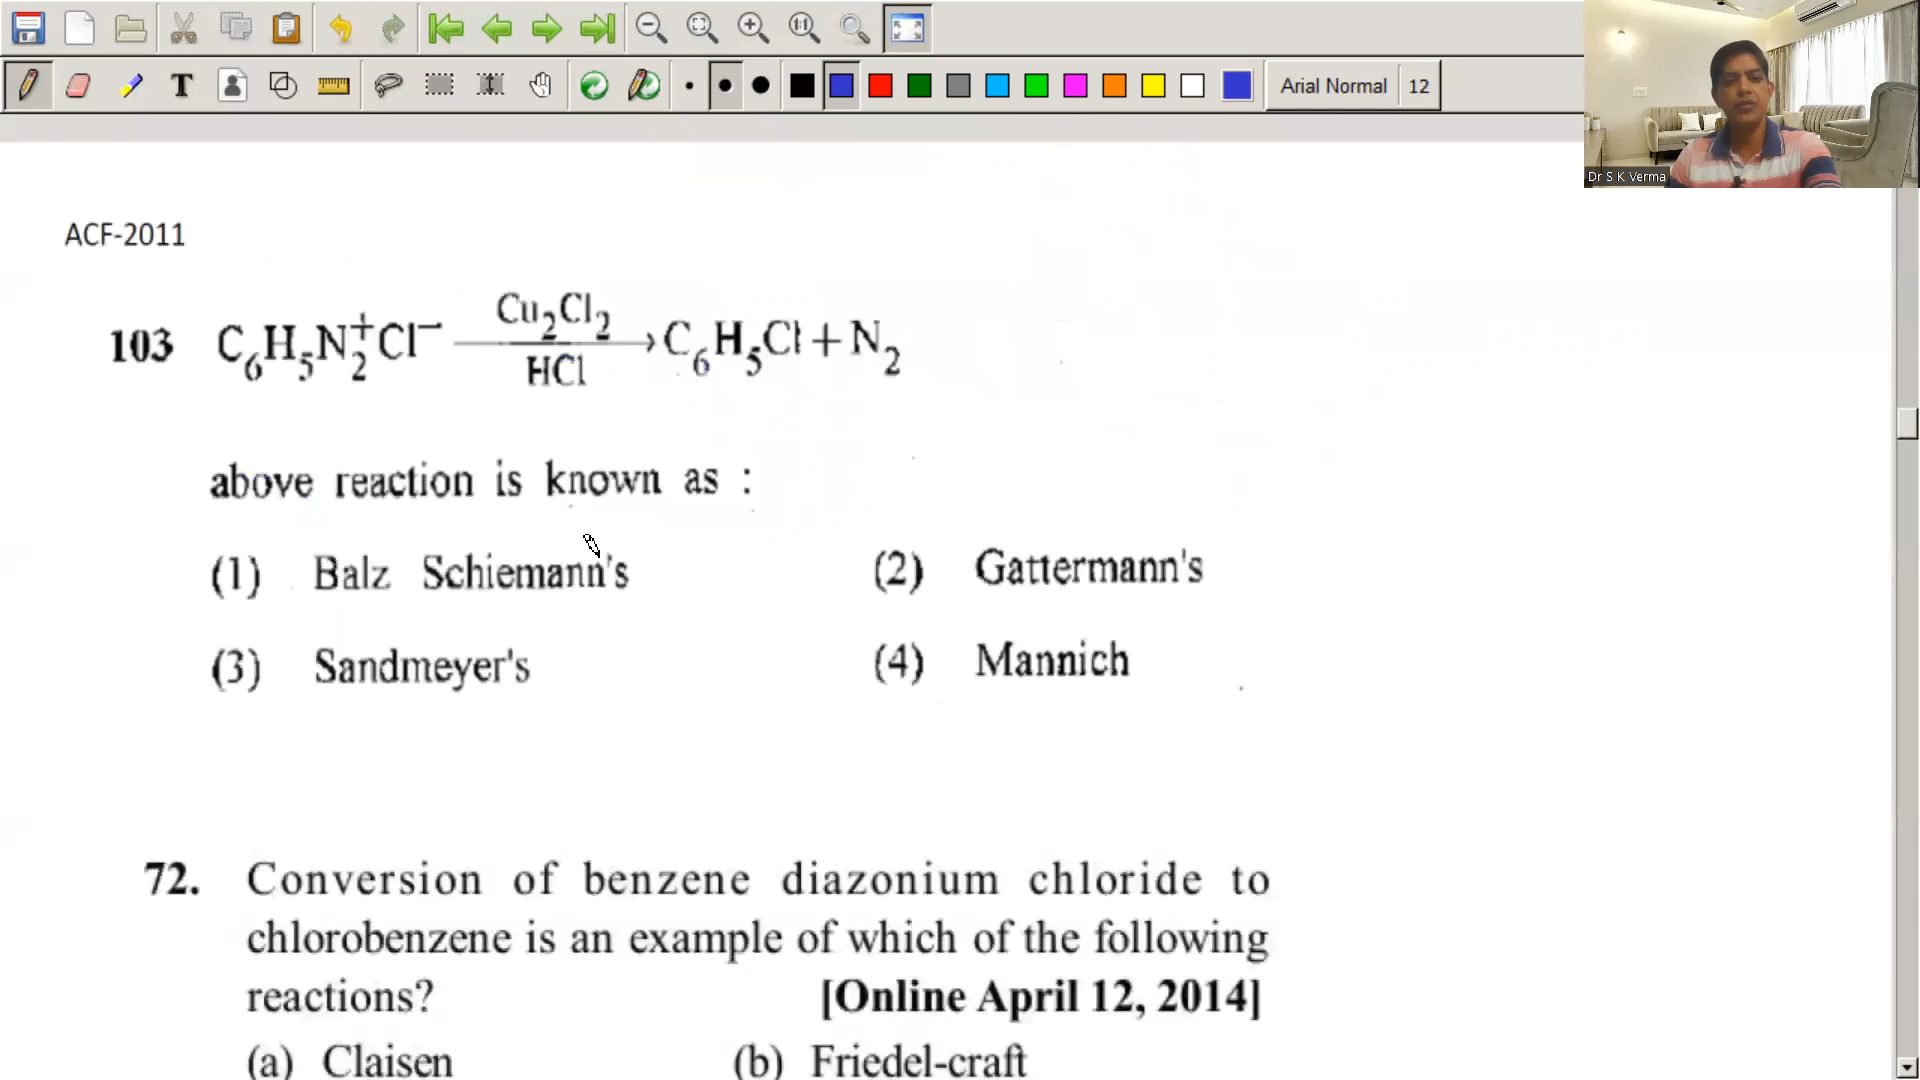 Arial Normal 12
Dr S K Verma
ACF-2011
103 C₆H₅N₂⁺Cl⁻ —Cu₂Cl₂/HCl→ C₆H₅Cl + N₂
above reaction is known as :
(1) Balz Schiemann's (2) Gattermann's
(3) Sandmeyer's (4) Mannich
72. Conversion of benzene diazonium chloride to
chlorobenzene is an example of which of the following
reactions? [Online April 12, 2014]
(a) Claisen (b) Friedel-craft